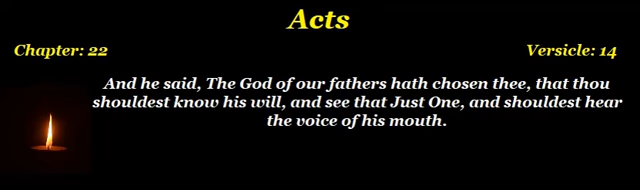 Acts
Chapter: 22 Versicle: 14
And he said, The God of our fathers hath chosen thee, that thou
shouldest know his will, and see that Just One, and shouldest hear
the voice of his mouth.